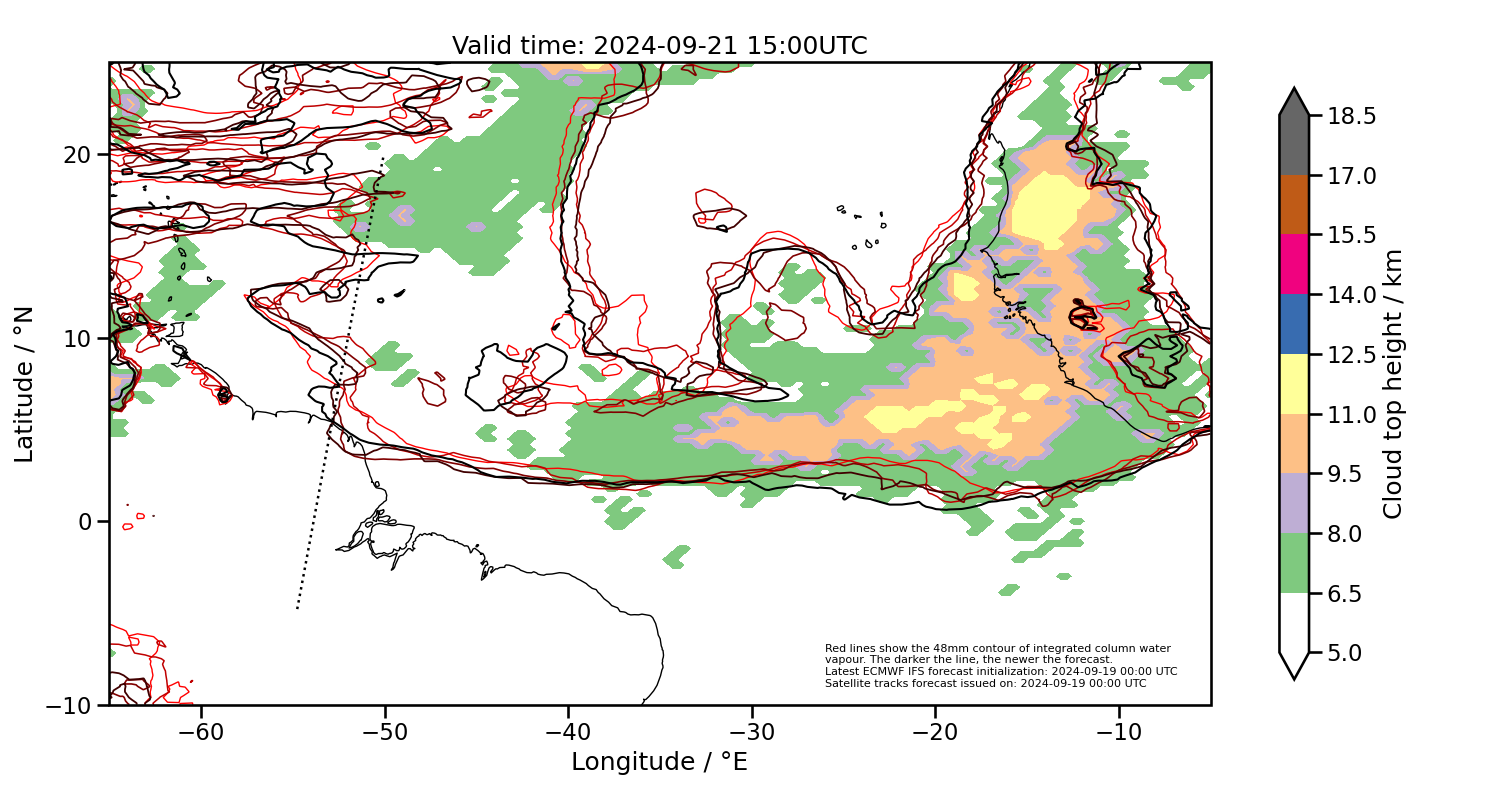 Valid time: 2024-09-21 15:00UTC
20
10
0
−10
Latitude / °N
−60
−50
−40
−30
−20
−10
Longitude / °E
Red lines show the 48mm contour of integrated column water
vapour. The darker the line, the newer the forecast.
Latest ECMWF IFS forecast initialization: 2024-09-19 00:00 UTC
Satellite tracks forecast issued on: 2024-09-19 00:00 UTC
18.5
17.0
15.5
14.0
12.5
11.0
9.5
8.0
6.5
5.0
Cloud top height / km